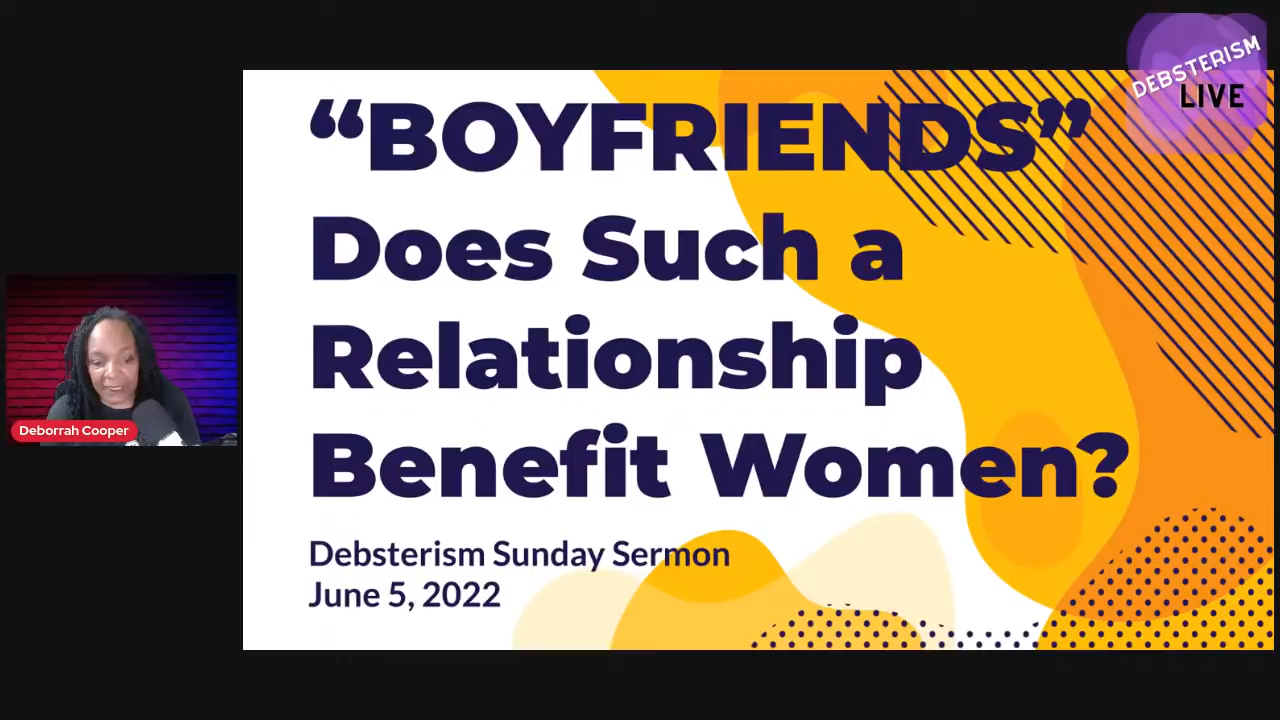 DEBSTERISM
LIVE
“BOYFRIENDS”
Does Such a
Relationship
Benefit Women?
Debsterism Sunday Sermon
June 5, 2022
Deborrah Cooper